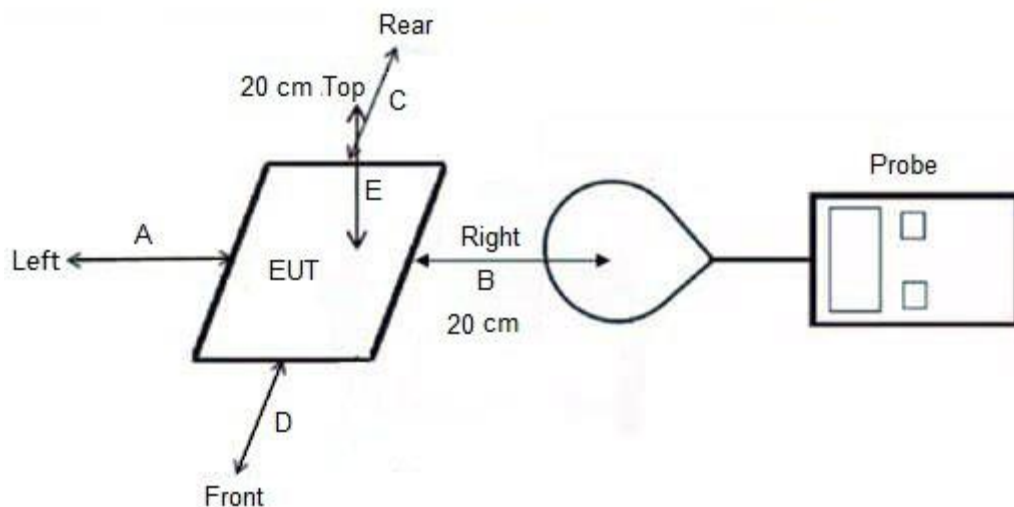 Rear
20 cm .Top
C
E
Probe
A
Right
Left
EUT
B
20 cm
D
Front